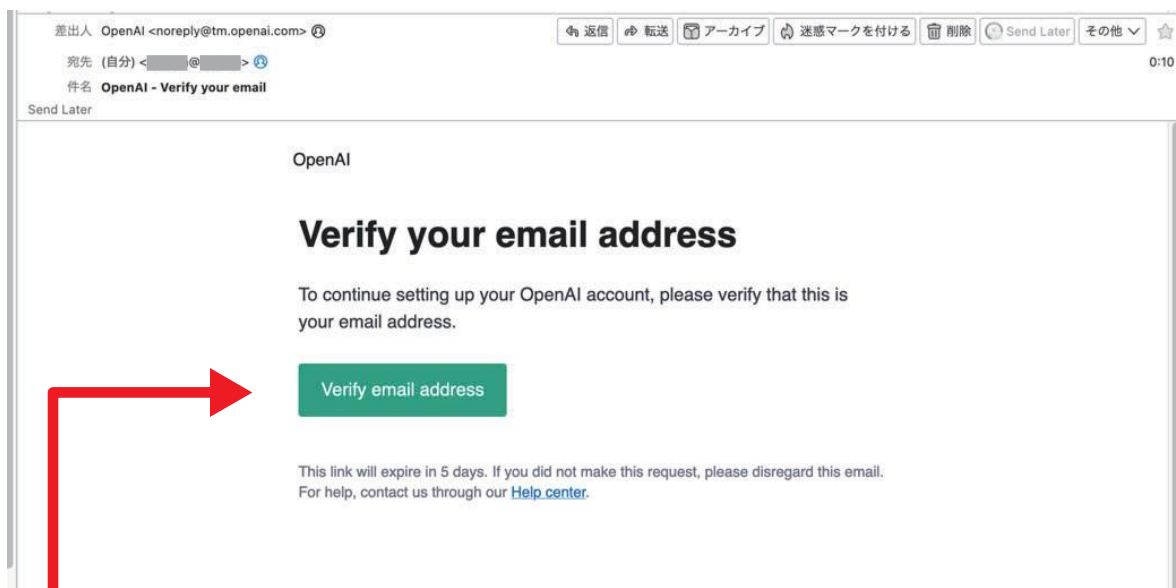 差出人 OpenAI <noreply@tm.openai.com>
返信 転送 アーカイブ 迷惑マークを付ける 削除 Send Later その他
宛先 (自分) < @ >
0:10
件名 OpenAI - Verify your email
Send Later
OpenAI
Verify your email address
To continue setting up your OpenAI account, please verify that this is
your email address.
Verify email address
This link will expire in 5 days. If you did not make this request, please disregard this email.
For help, contact us through our Help center.